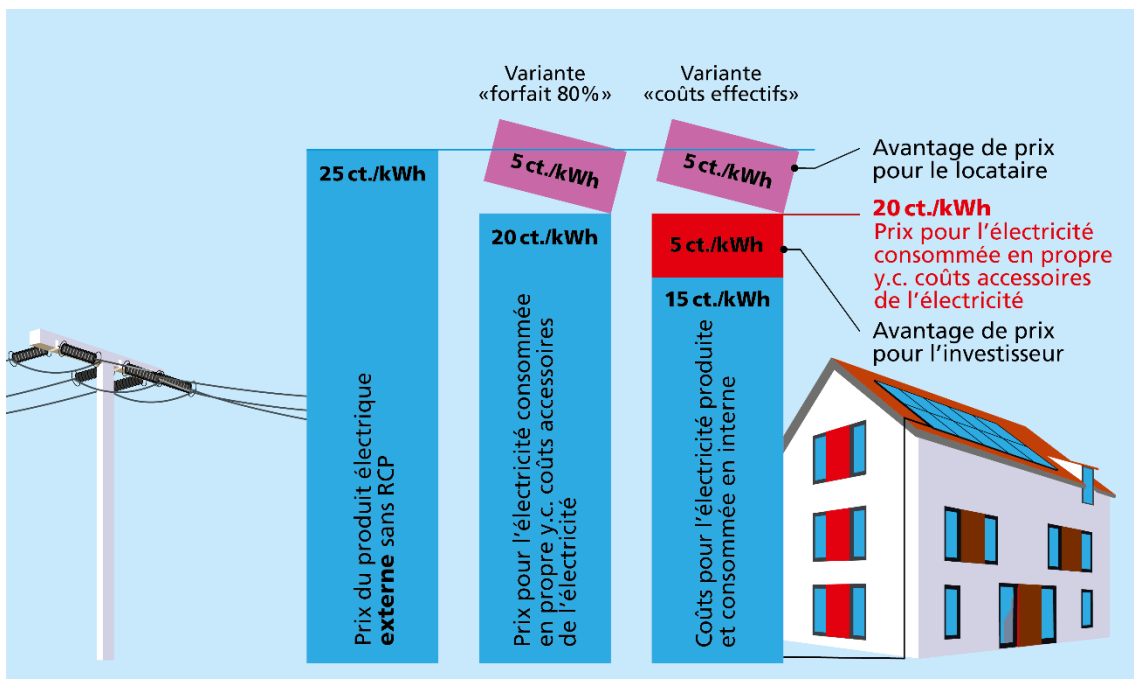 Variante
«forfait 80%»
Variante
«coûts effectifs»
25 ct./kWh
Prix du produit électrique
externe sans RCP
5 ct./kWh
20 ct./kWh
Prix pour l’électricité consommée
en propre y.c. coûts accessoires
de l’électricité
5 ct./kWh
5 ct./kWh
15 ct./kWh
Coûts pour l’électricité produite
et consommée en interne
Avantage de prix
pour le locataire
20 ct./kWh
Prix pour l’électricité
consommée en propre
y.c. coûts accessoires
de l’électricité
Avantage de prix
pour l’investisseur